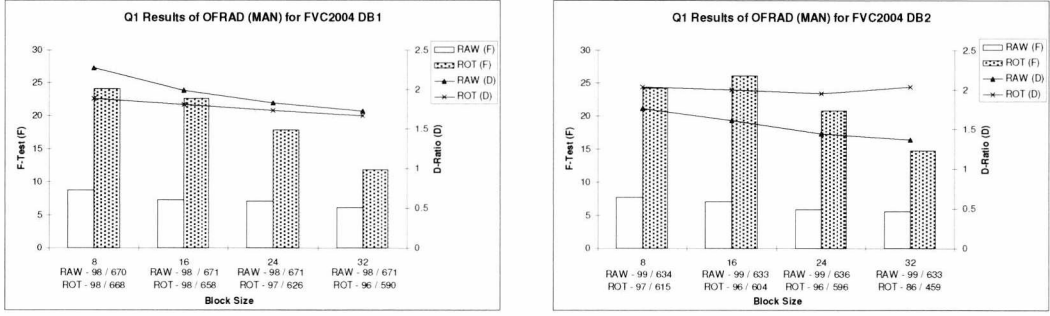 Q1 Results of OFRAD (MAN) for FVC2004 DB1
30
25
20
15
10
5
0
F-Test (F)
2.5
2
1.5
1
0.5
0
D-Ratio (D)
RAW (F)
ROT (F)
RAW (D)
ROT (D)
8 16 24 32
RAW - 98 / 670 RAW - 98 / 671 RAW - 98 / 671 RAW - 98 / 671
ROT - 98 / 668 ROT - 98 / 658 ROT - 97 / 626 ROT - 96 / 590
Block Size
Q1 Results of OFRAD (MAN) for FVC2004 DB2
30
25
20
15
10
5
0
F-Test (F)
2.5
2
1.5
1
0.5
0
D-Ratio (D)
RAW (F)
ROT (F)
RAW (D)
ROT (D)
8 16 24 32
RAW - 99 / 634 RAW - 99 / 633 RAW - 99 / 636 RAW - 99 / 633
ROT - 97 / 615 ROT - 96 / 604 ROT - 96 / 596 ROT - 86 / 459
Block Size